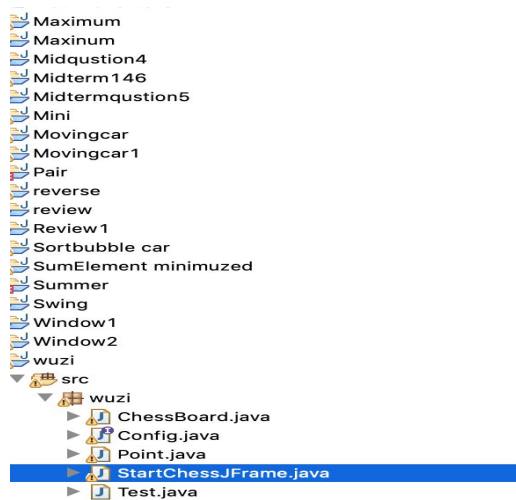 Maximum
Maxinum
Midqustion4
Midterm146
Midtermqustion5
Mini
Movingcar
Movingcar1
Pair
reverse
review
Review1
Sortbubble car
SumElement minimuzed
Summer
Swing
Window1
Window2
wuzi
src
wuzi
ChessBoard.java
Config.java
Point.java
StartChessJFrame.java
Test.java